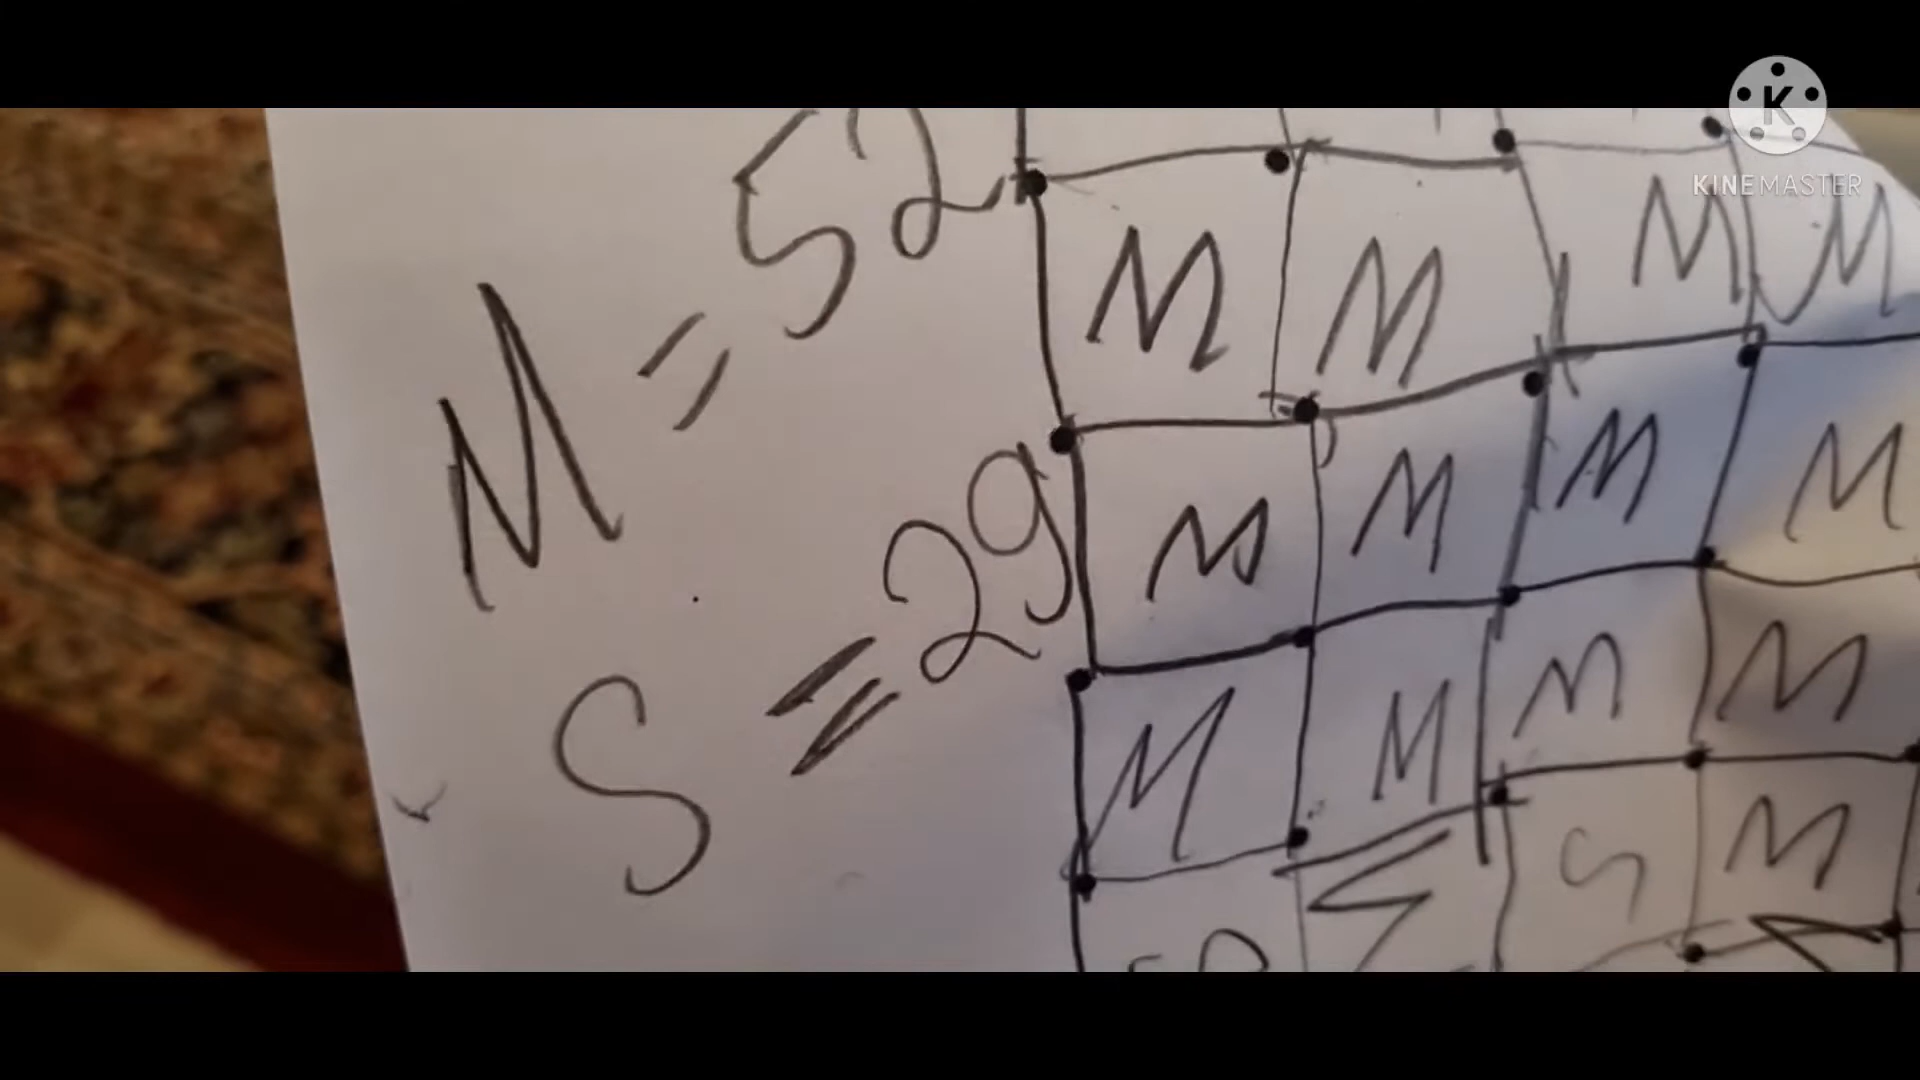 K
KINEMASTER
M = 52
M M M M
S = 29
M M M M
M M M M
S M